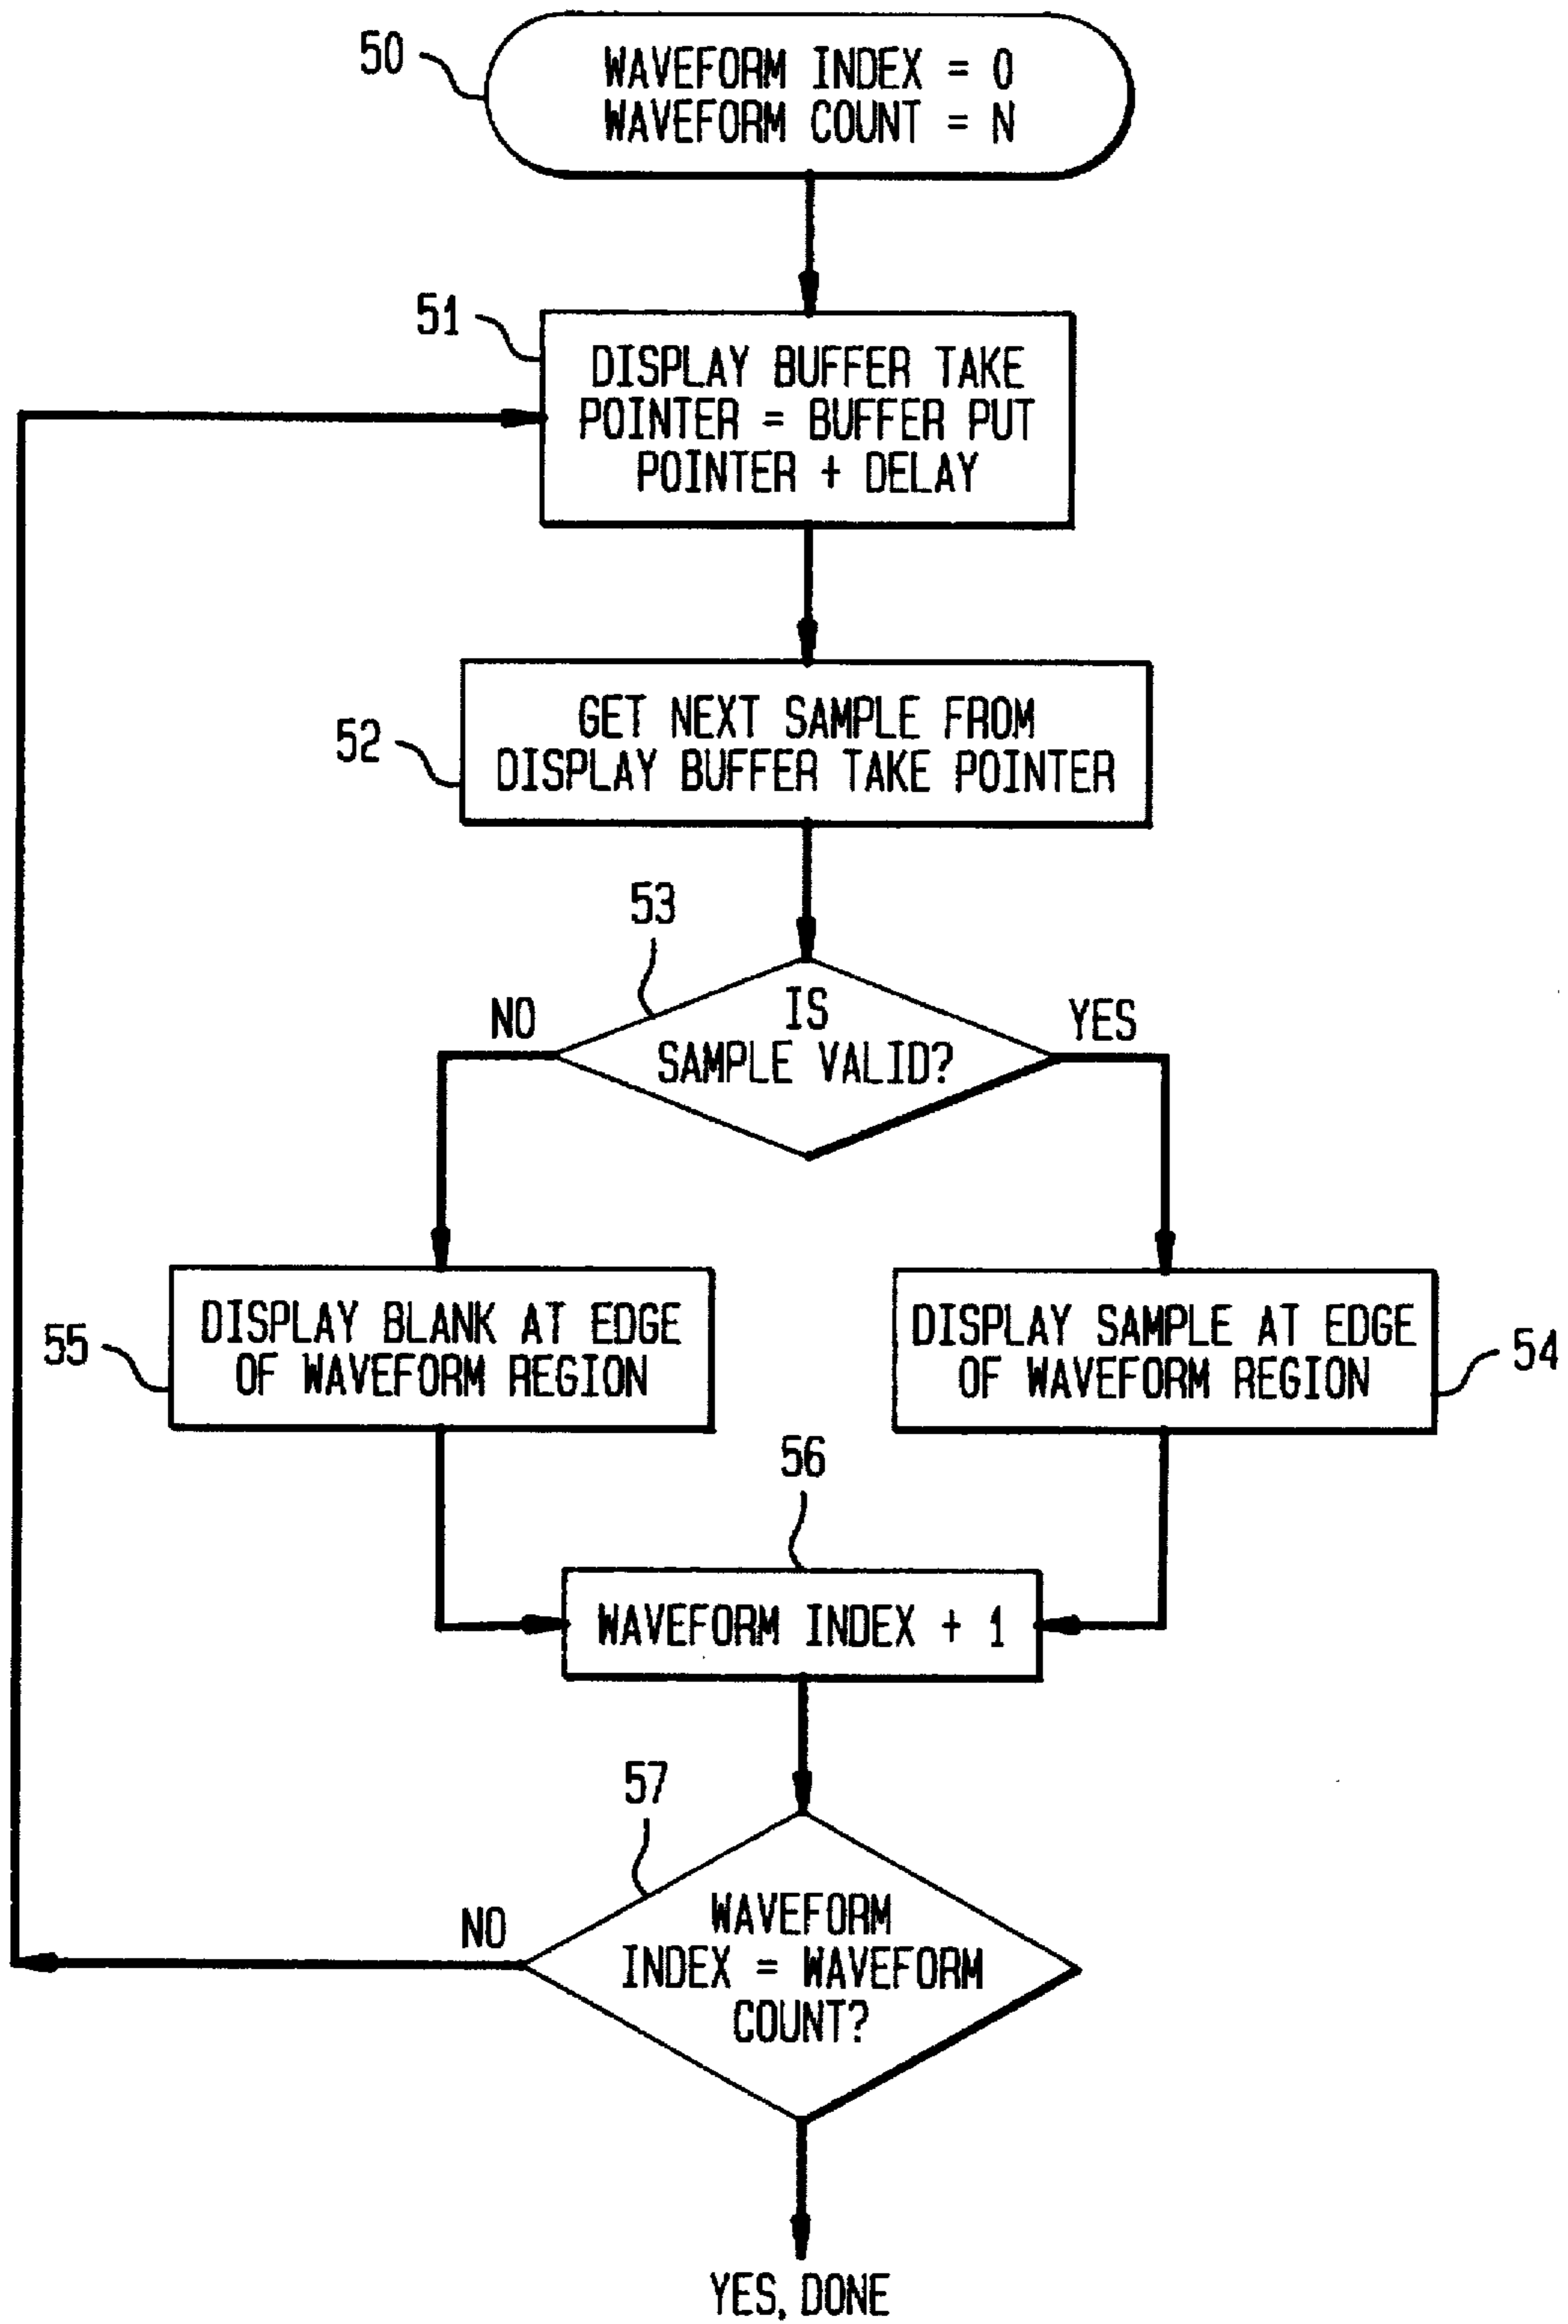 50
WAVEFORM INDEX = 0
WAVEFORM COUNT = N
51
DISPLAY BUFFER TAKE
POINTER = BUFFER PUT
POINTER + DELAY
52
GET NEXT SAMPLE FROM
DISPLAY BUFFER TAKE POINTER
53
NO
IS
SAMPLE VALID?
YES
55
DISPLAY BLANK AT EDGE
OF WAVEFORM REGION
DISPLAY SAMPLE AT EDGE
OF WAVEFORM REGION
54
56
WAVEFORM INDEX + 1
57
NO
WAVEFORM
INDEX = WAVEFORM
COUNT?
YES, DONE